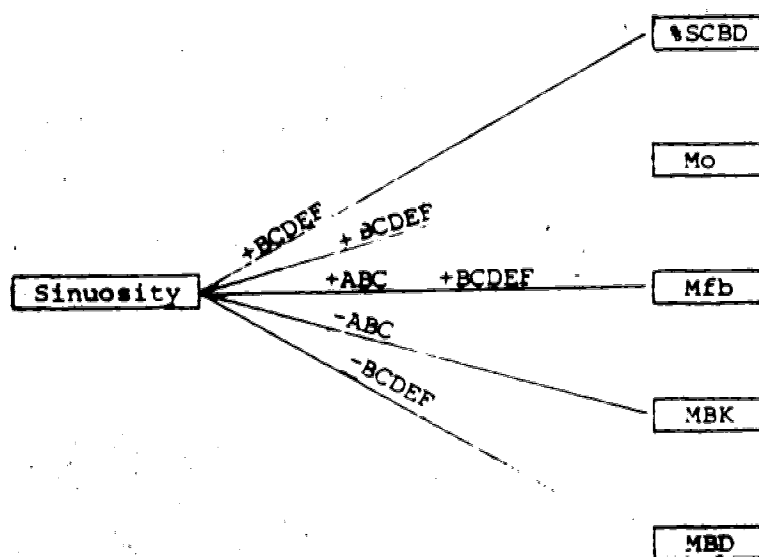 %SCBD
Mo
+BCDEF
+BCDEF
Sinuosity
+ABC +BCDEF
Mfb
-ABC
-BCDEF
MBK
MBD